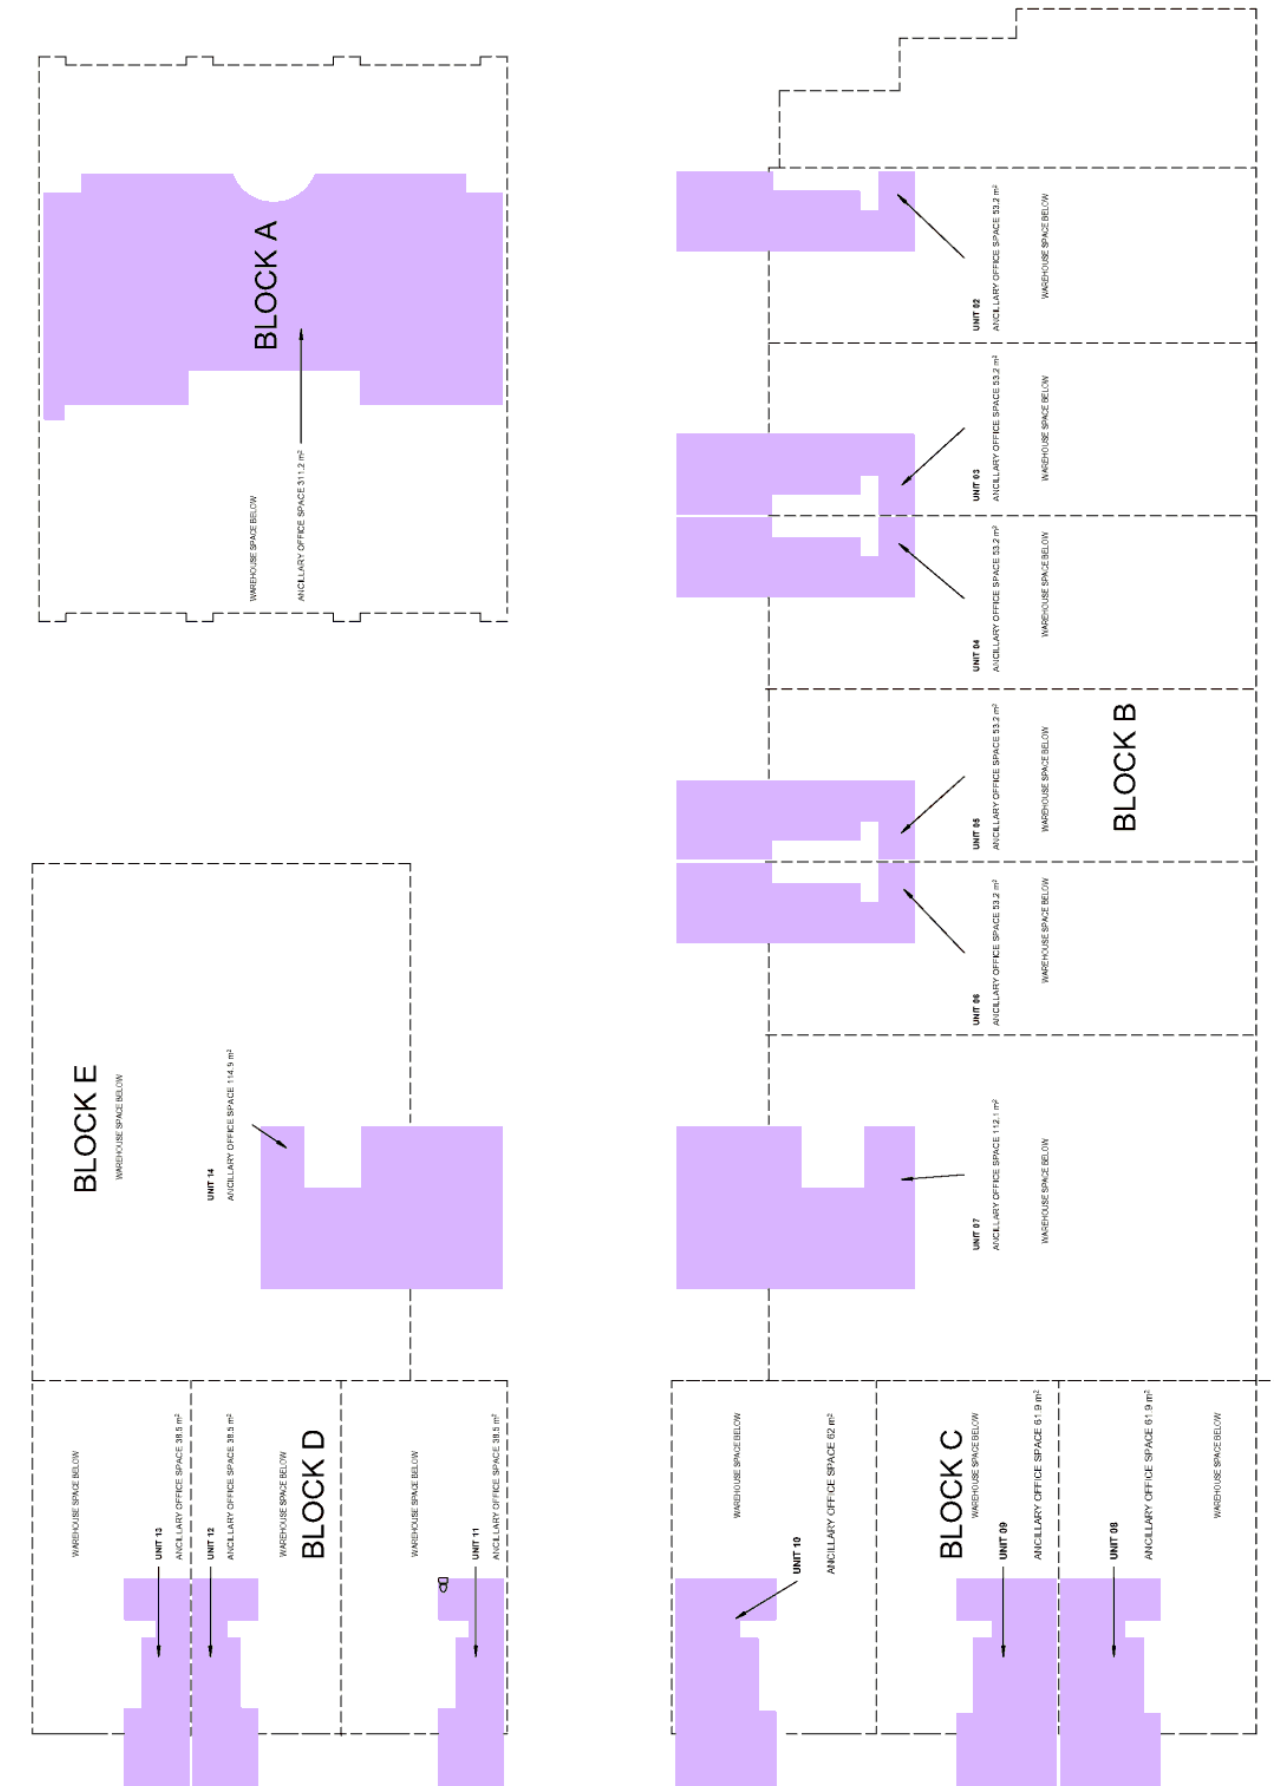 BLOCK A
WAREHOUSE SPACE BELOW
ANCILLARY OFFICE SPACE 311.2 m²
UNIT 02
ANCILLARY OFFICE SPACE 53.2 m²
WAREHOUSE SPACE BELOW
UNIT 03
ANCILLARY OFFICE SPACE 53.2 m²
WAREHOUSE SPACE BELOW
UNIT 04
ANCILLARY OFFICE SPACE 53.2 m²
WAREHOUSE SPACE BELOW
BLOCK B
UNIT 05
ANCILLARY OFFICE SPACE 53.2 m²
WAREHOUSE SPACE BELOW
UNIT 06
ANCILLARY OFFICE SPACE 53.2 m²
WAREHOUSE SPACE BELOW
UNIT 07
ANCILLARY OFFICE SPACE 112.1 m²
WAREHOUSE SPACE BELOW
BLOCK E
WAREHOUSE SPACE BELOW
UNIT 14
ANCILLARY OFFICE SPACE 114.9 m²
WAREHOUSE SPACE BELOW
UNIT 13
ANCILLARY OFFICE SPACE 38.5 m²
UNIT 12
ANCILLARY OFFICE SPACE 38.5 m²
WAREHOUSE SPACE BELOW
BLOCK D
WAREHOUSE SPACE BELOW
UNIT 11
ANCILLARY OFFICE SPACE 38.5 m²
WAREHOUSE SPACE BELOW
UNIT 10
ANCILLARY OFFICE SPACE 62 m²
BLOCK C
WAREHOUSE SPACE BELOW
UNIT 09
ANCILLARY OFFICE SPACE 61.9 m²
UNIT 08
ANCILLARY OFFICE SPACE 61.9 m²
WAREHOUSE SPACE BELOW